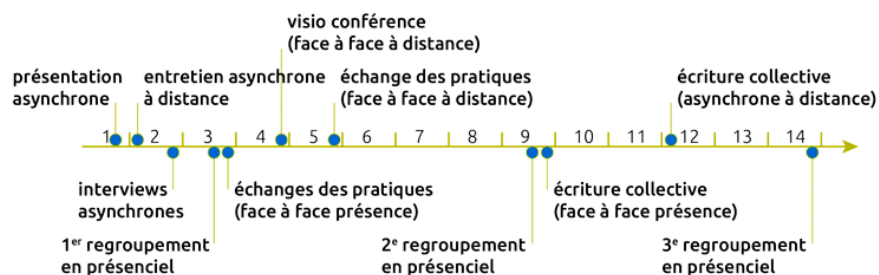 visio conférence
(face à face à distance)
présentation
asynchrone
entretien asynchrone
à distance
échange des pratiques
(face à face à distance)
écriture collective
(asynchrone à distance)
1 2 3 4 5 6 7 8 9 10 11 12 13 14
interviews
asynchrones
échanges des pratiques
(face à face présence)
écriture collective
(face à face présence)
1er regroupement
en présenciel
2e regroupement
en présenciel
3e regroupement
en présenciel